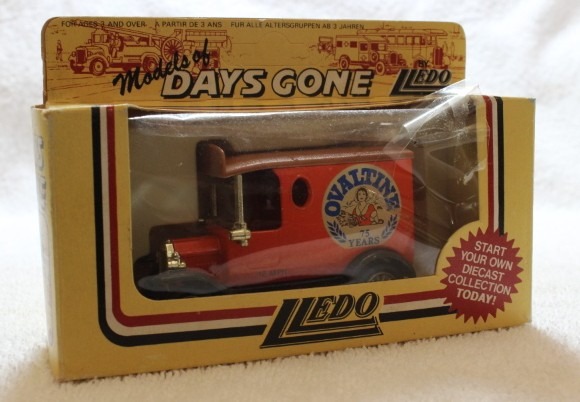 FOR AGES 3 AND OVER · A PARTIR DE 3 ANS · FUR ALLE ALTERSGRUPPEN AB 3 JAHREN
Models of
DAYS GONE
BY
LLEDO
OVALTINE
75
YEARS
START
YOUR OWN
DIECAST
COLLECTION
TODAY!
LLEDO